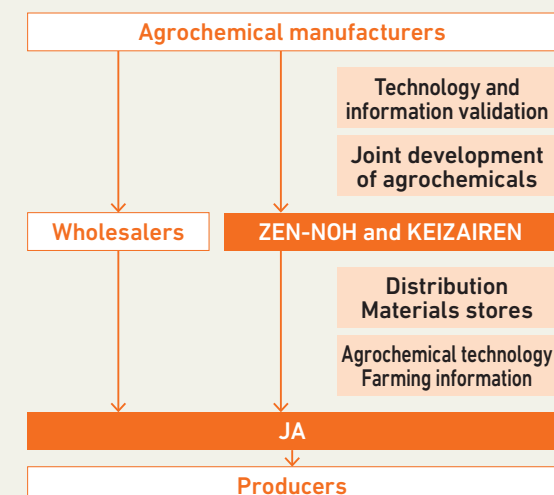 Agrochemical manufacturers
Technology and
information validation
Joint development
of agrochemicals
Wholesalers
ZEN-NOH and KEIZAIREN
Distribution
Materials stores
Agrochemical technology
Farming information
JA
Producers